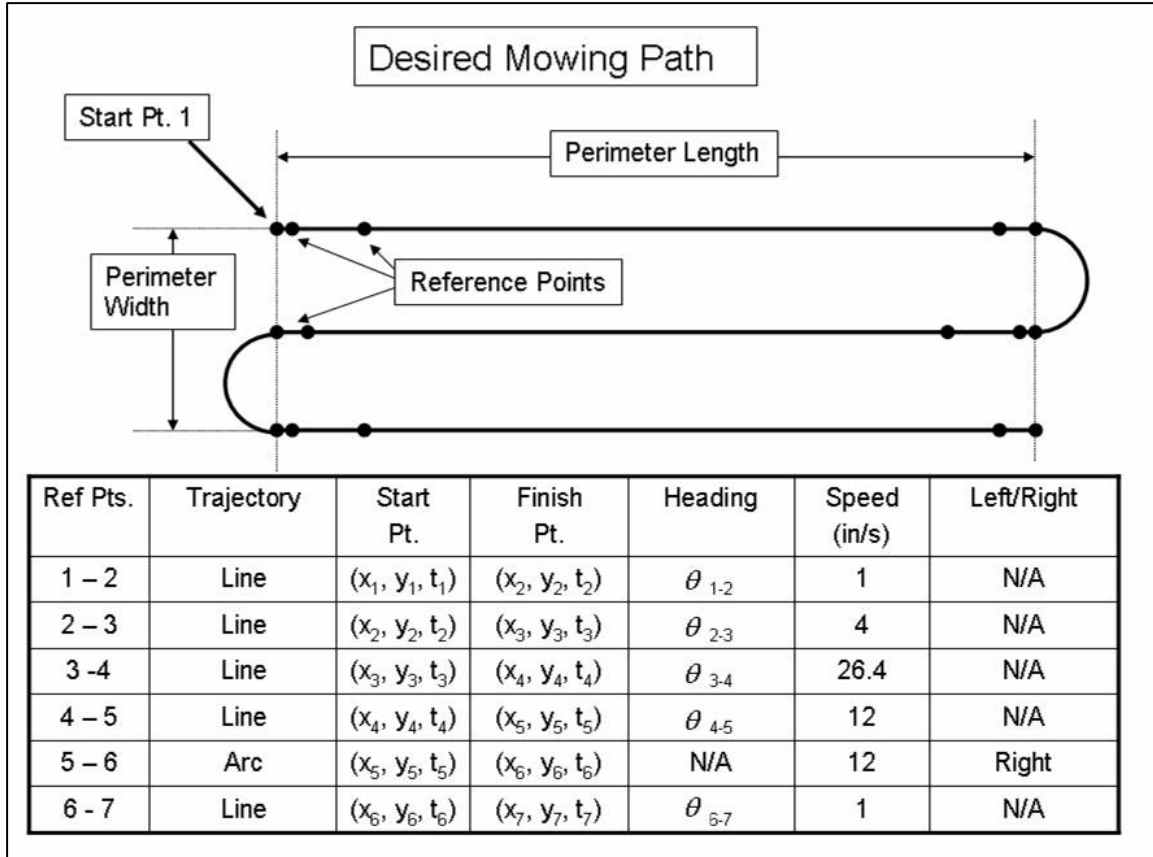 Desired Mowing Path
Start Pt. 1
Perimeter Length
Perimeter
Width
Reference Points
Ref Pts. Trajectory Start Pt. Finish Pt. Heading Speed (in/s) Left/Right
1 – 2 Line (x₁, y₁, t₁) (x₂, y₂, t₂) θ ₁₋₂ 1 N/A
2 – 3 Line (x₂, y₂, t₂) (x₃, y₃, t₃) θ ₂₋₃ 4 N/A
3 -4 Line (x₃, y₃, t₃) (x₄, y₄, t₄) θ ₃₋₄ 26.4 N/A
4 – 5 Line (x₄, y₄, t₄) (x₅, y₅, t₅) θ ₄₋₅ 12 N/A
5 – 6 Arc (x₅, y₅, t₅) (x₆, y₆, t₆) N/A 12 Right
6 - 7 Line (x₆, y₆, t₆) (x₇, y₇, t₇) θ ₆₋₇ 1 N/A